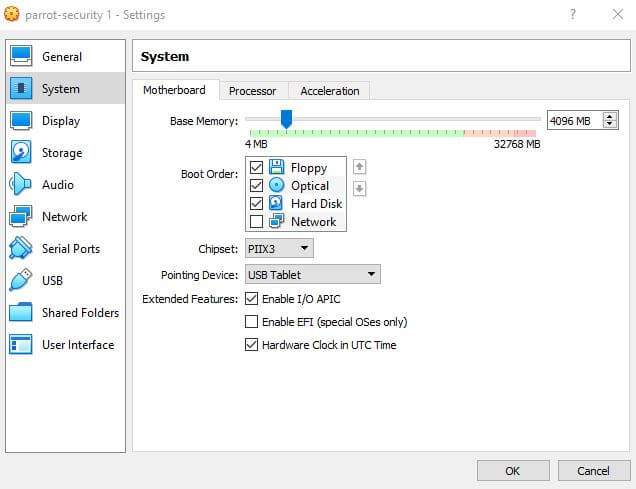 parrot-security 1 - Settings ?
General
System
Display
Storage
Audio
Network
Serial Ports
USB
Shared Folders
User Interface
System
Motherboard Processor Acceleration
Base Memory: 4096 MB
4 MB 32768 MB
Boot Order: Floppy
Optical
Hard Disk
Network
Chipset: PIIX3
Pointing Device: USB Tablet
Extended Features: Enable I/O APIC
Enable EFI (special OSes only)
Hardware Clock in UTC Time
OK Cancel